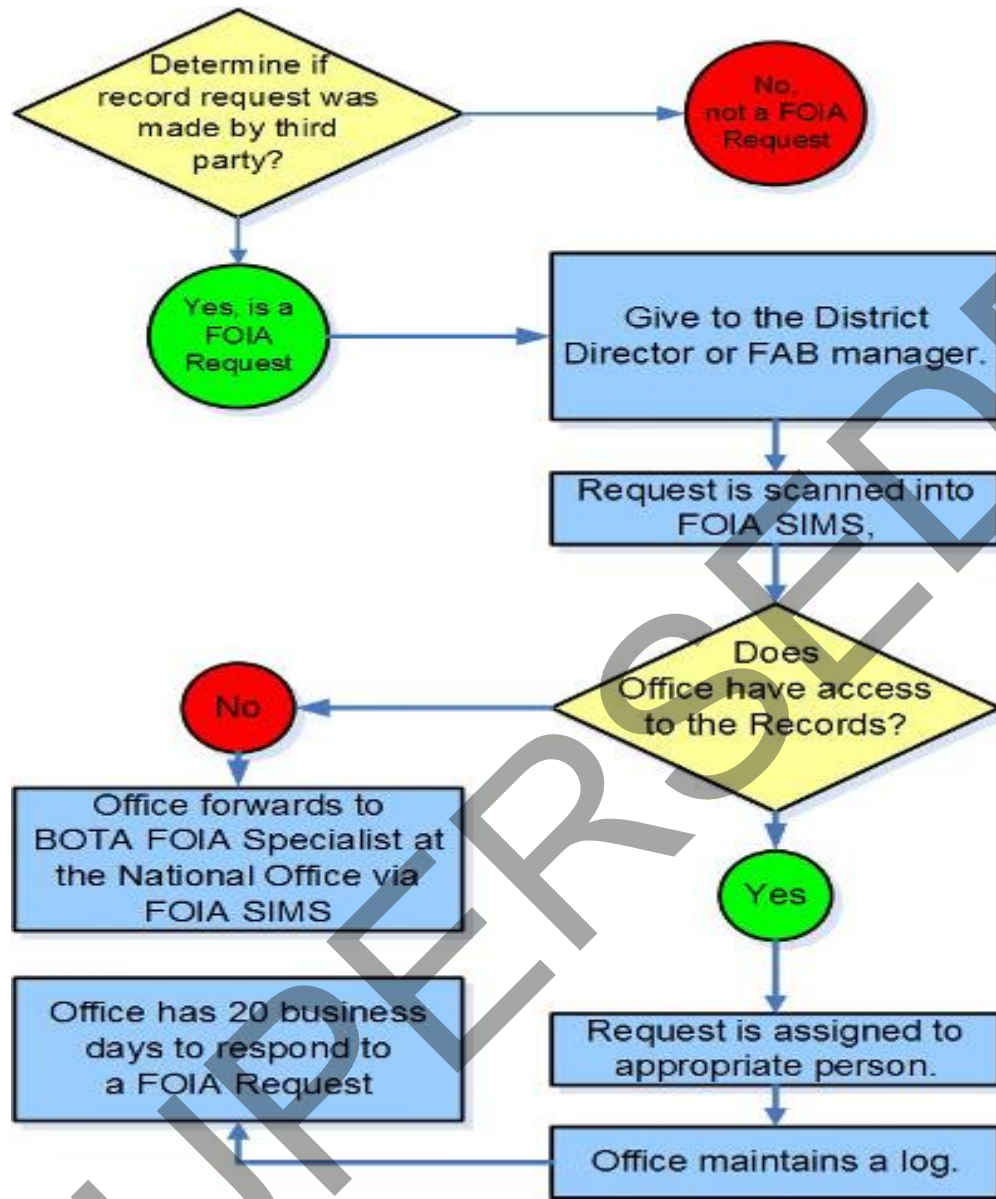 Determine if
record request was
made by third
party?
No,
not a FOIA
Request
Yes, is a
FOIA
Request
Give to the District
Director or FAB manager.
Request is scanned into
FOIA SIMS,
Does
Office have access
to the Records?
No
Office forwards to
BOTA FOIA Specialist at
the National Office via
FOIA SIMS
Yes
Request is assigned to
appropriate person.
Office maintains a log.
Office has 20 business
days to respond to
a FOIA Request
UPERSED